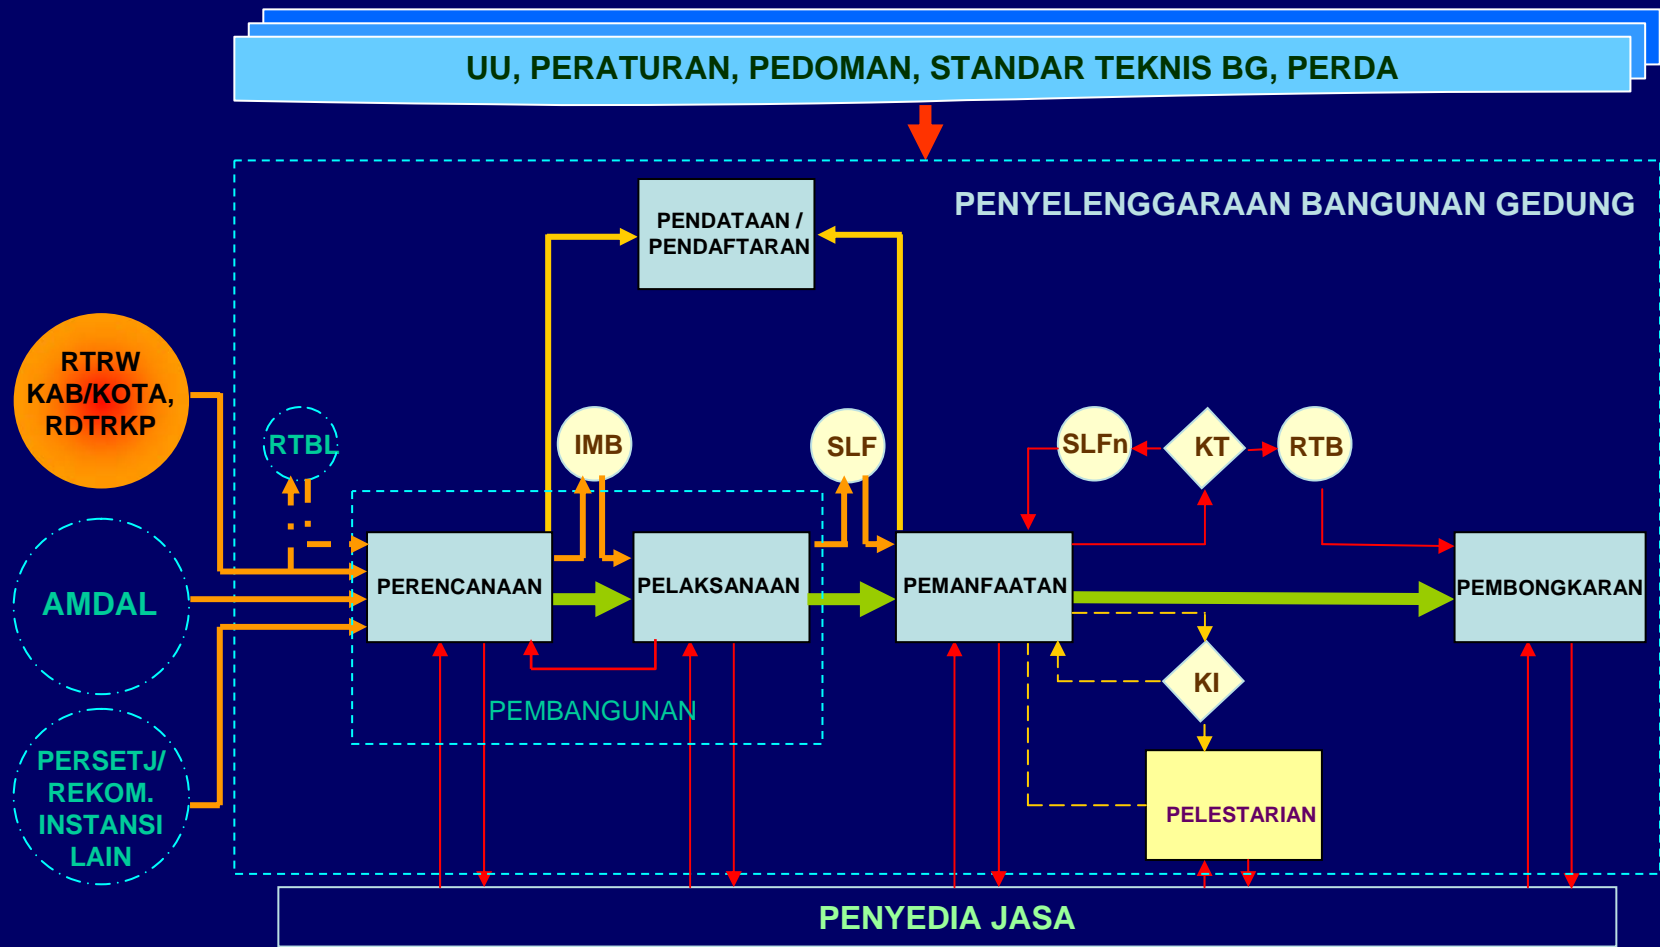 UU, PERATURAN, PEDOMAN, STANDAR TEKNIS BG, PERDA
PENYELENGGARAAN BANGUNAN GEDUNG
PENDATAAN /
PENDAFTARAN
RTRW
KAB/KOTA,
RDTRKP
RTBL
IMB
SLF
SLFn
KT
RTB
AMDAL
PERENCANAAN
PELAKSANAAN
PEMANFAATAN
PEMBONGKARAN
KI
PEMBANGUNAN
PERSETJ/
REKOM.
INSTANSI
LAIN
PELESTARIAN
PENYEDIA JASA